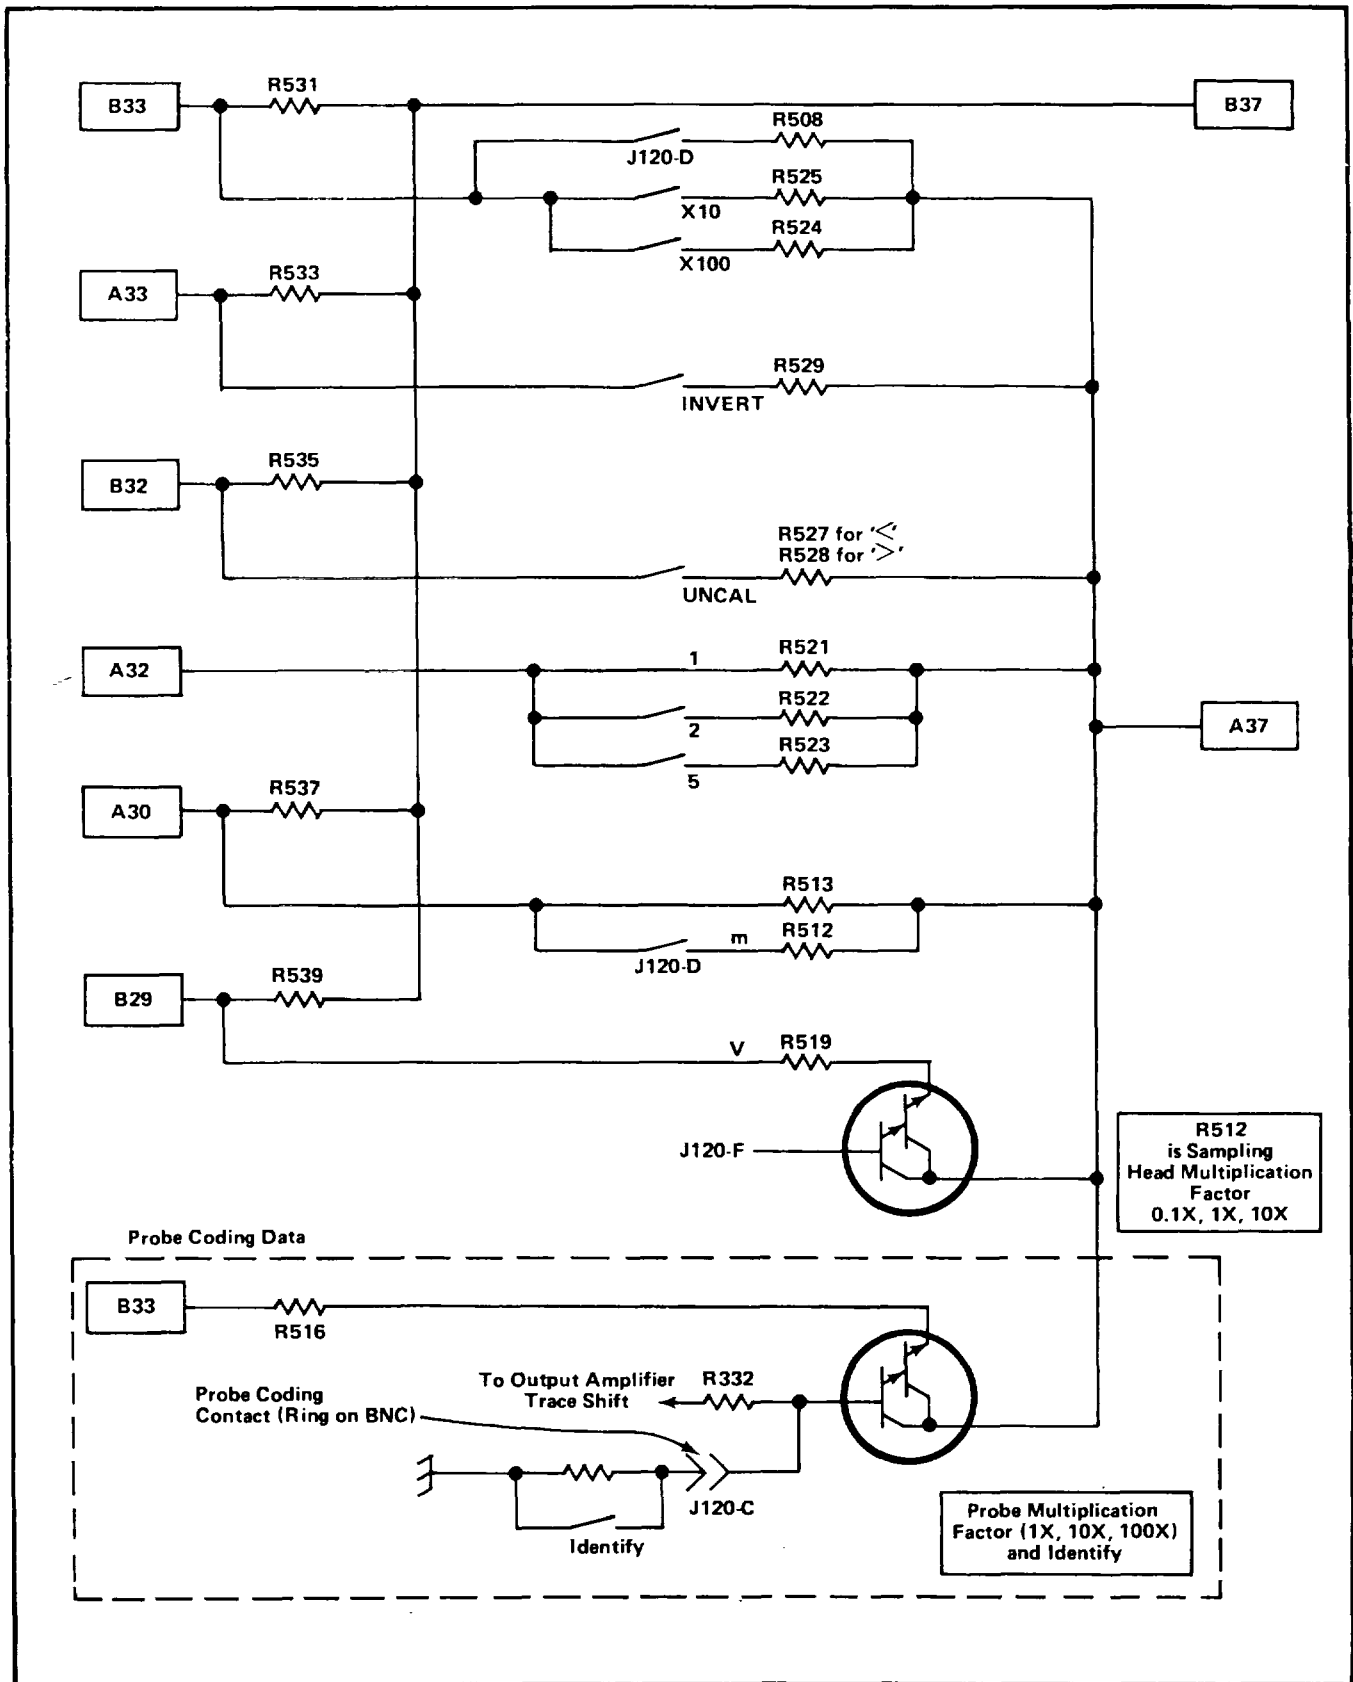 B33
R531
B37
R508
J120-D
R525
X10
R524
X100
A33
R533
R529
INVERT
B32
R535
R527 for '<'
R528 for '>'
UNCAL
A32
1
R521
R522
2
R523
5
A37
A30
R537
R513
m
R512
J120-D
B29
R539
V
R519
J120-F
R512
is Sampling
Head Multiplication
Factor
0.1X, 1X, 10X
Probe Coding Data
B33
R516
To Output Amplifier
Trace Shift
R332
Probe Coding
Contact (Ring on BNC)
J120-C
Identify
Probe Multiplication
Factor (1X, 10X, 100X)
and Identify